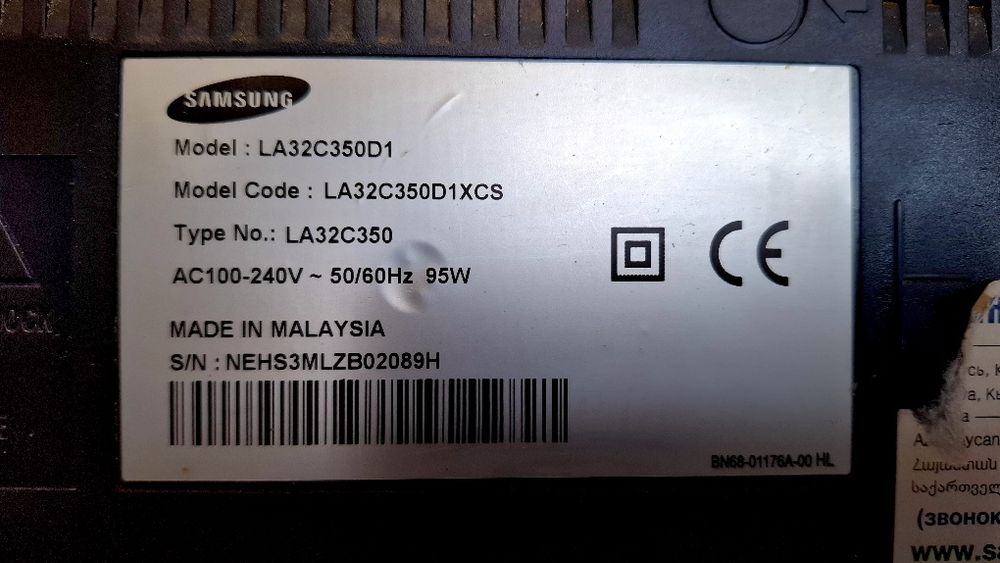 SAMSUNG
Model : LA32C350D1
Model Code : LA32C350D1XCS
Type No.: LA32C350
AC100-240V ~ 50/60Hz 95W
CE
MADE IN MALAYSIA
S/N : NEHS3MLZB02089H
BN68-01176A-00 HL
Հայաստան
(ЗВОНОК
www.sa